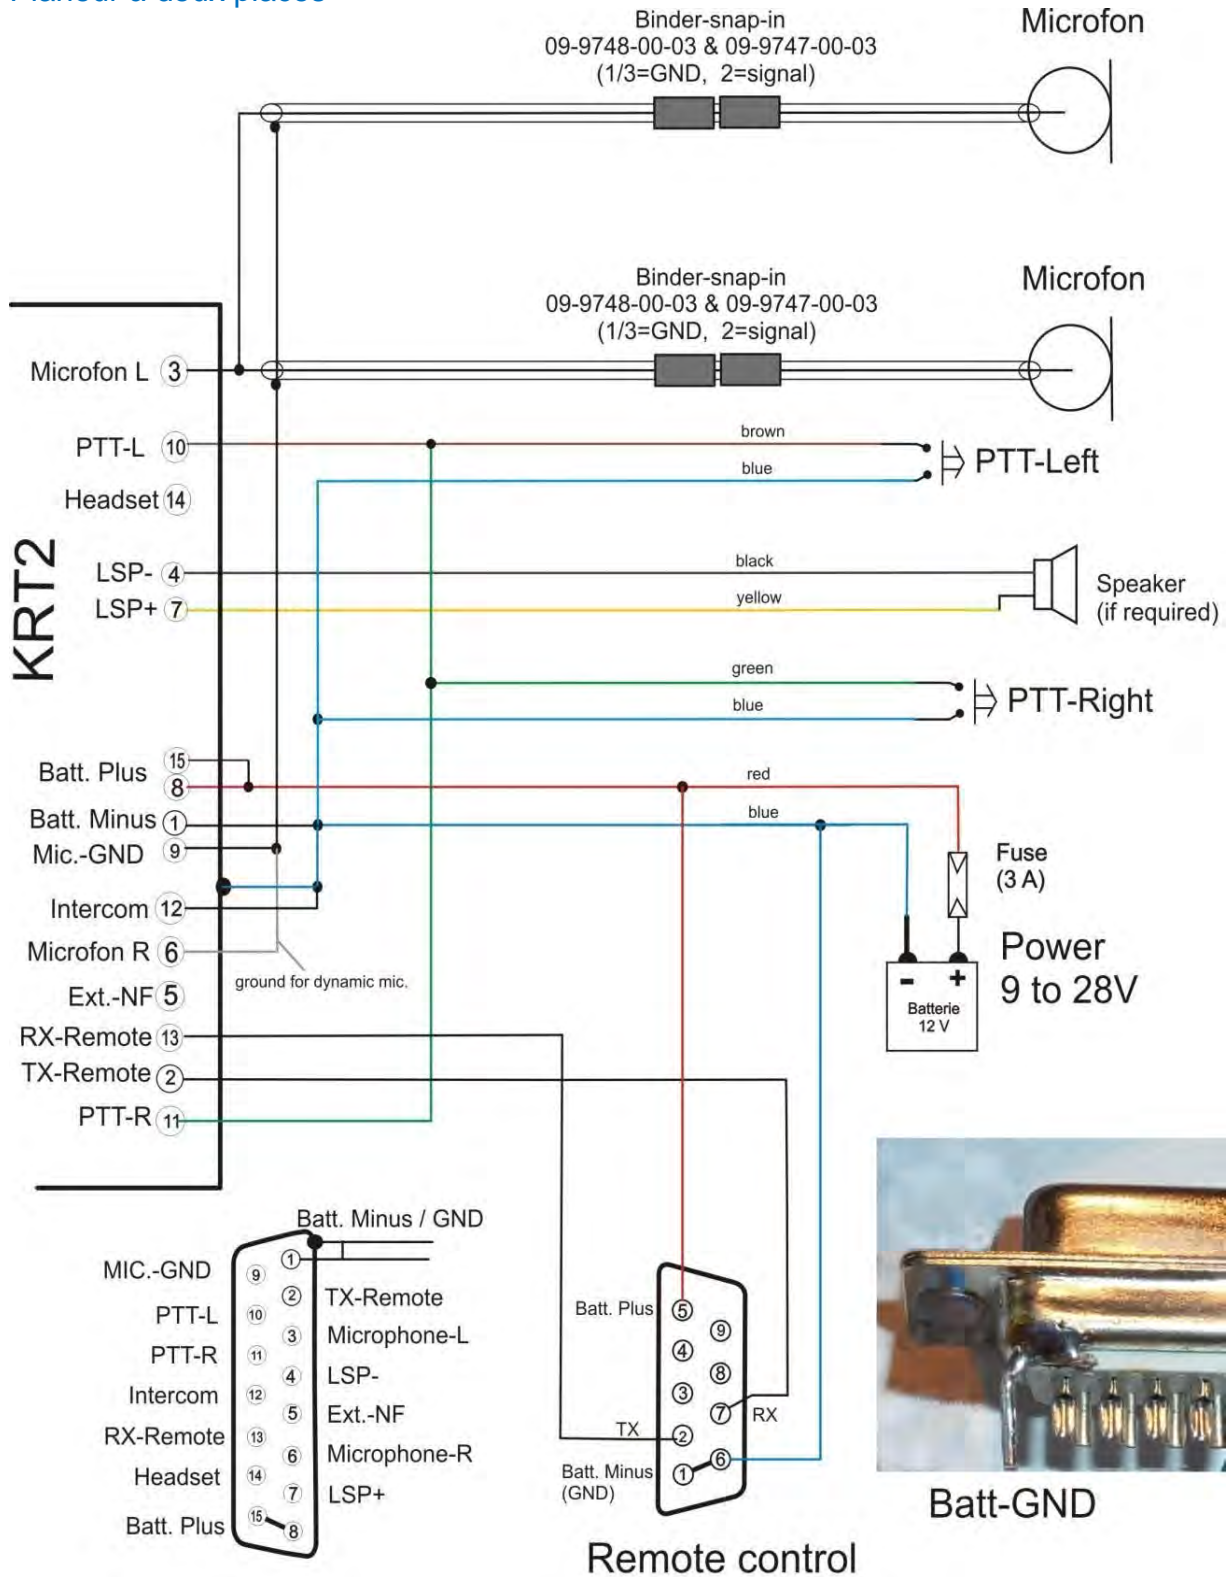 Planeur à deux places
Binder-snap-in
09-9748-00-03 & 09-9747-00-03
(1/3=GND, 2=signal)
Microfon
Binder-snap-in
09-9748-00-03 & 09-9747-00-03
(1/3=GND, 2=signal)
Microfon
KRT2
Microfon L 3
PTT-L 10
brown
blue
PTT-Left
Headset 14
LSP- 4
black
LSP+ 7
yellow
Speaker
(if required)
green
blue
PTT-Right
15
Batt. Plus
8
red
Batt. Minus 1
blue
Mic.-GND 9
Fuse
(3 A)
Intercom 12
Microfon R 6
ground for dynamic mic.
Power
9 to 28V
- +
Batterie
12 V
Ext.-NF 5
RX-Remote 13
TX-Remote 2
PTT-R 11
Batt. Minus / GND
1
MIC.-GND 9
2 TX-Remote
PTT-L 10
3 Microphone-L
PTT-R 11
4 LSP-
Intercom 12
5 Ext.-NF
RX-Remote 13
6 Microphone-R
Headset 14
7 LSP+
Batt. Plus 15
8
Batt. Plus 5
9
4
8
3
7 RX
TX 2
6
Batt. Minus 1
(GND)
Remote control
Batt-GND